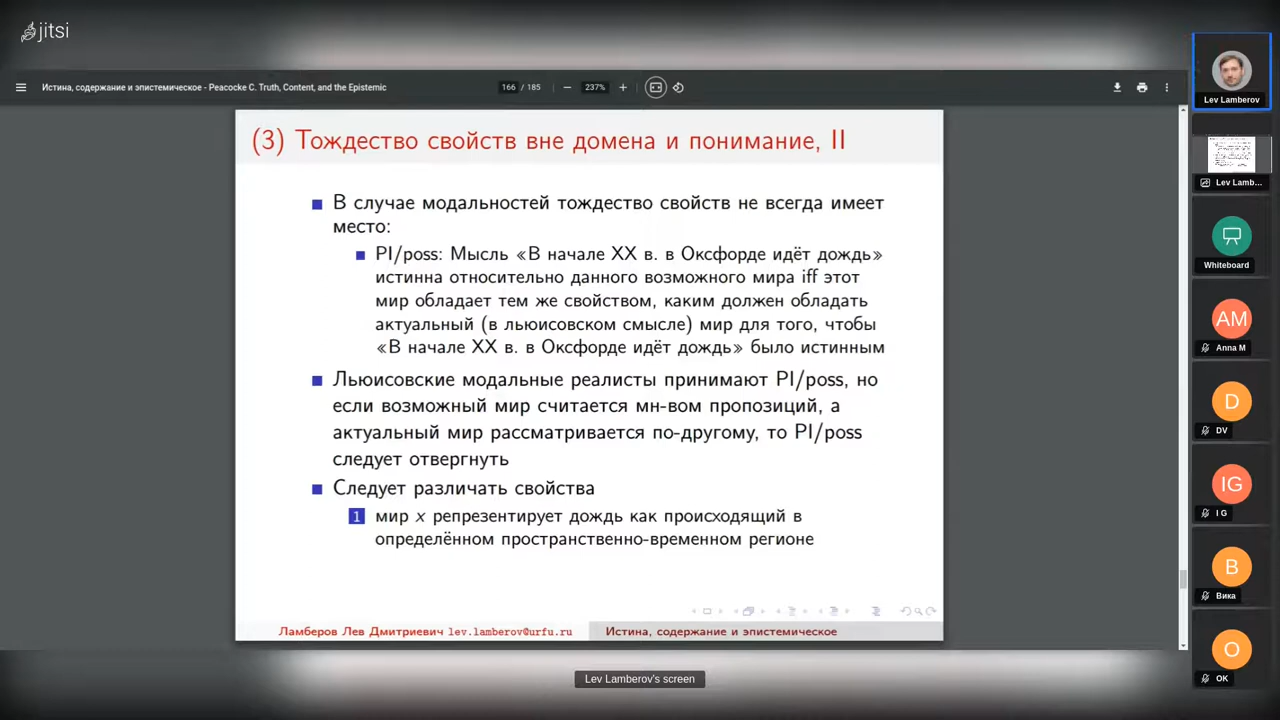 jitsi
Истина, содержание и эпистемическое - Peacocke C. Truth, Content, and the Epistemic
166 / 185
237%
(3) Тождество свойств вне домена и понимание, II
В случае модальностей тождество свойств не всегда имеет
место:
PI/poss: Мысль «В начале XX в. в Оксфорде идёт дождь»
истинна относительно данного возможного мира iff этот
мир обладает тем же свойством, каким должен обладать
актуальный (в льюисовском смысле) мир для того, чтобы
«В начале XX в. в Оксфорде идёт дождь» было истинным
Льюисовские модальные реалисты принимают PI/poss, но
если возможный мир считается мн-вом пропозиций, а
актуальный мир рассматривается по-другому, то PI/poss
следует отвергнуть
Следует различать свойства
1 мир x репрезентирует дождь как происходящий в
определённом пространственно-временном регионе
Ламберов Лев Дмитриевич lev.lamberov@urfu.ru
Истина, содержание и эпистемическое
Lev Lamberov's screen
Lev Lamberov
Lev Lamb...
Whiteboard
AM
Anna M
D
DV
IG
I G
В
Вика
O
OK